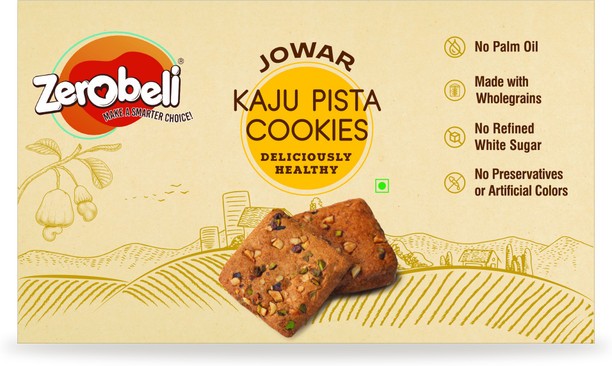 Zerobeli®
MAKE A SMARTER CHOICE!
JOWAR
KAJU PISTA
COOKIES
DELICIOUSLY
HEALTHY
No Palm Oil
Made with
Wholegrains
No Refined
White Sugar
No Preservatives
or Artificial Colors